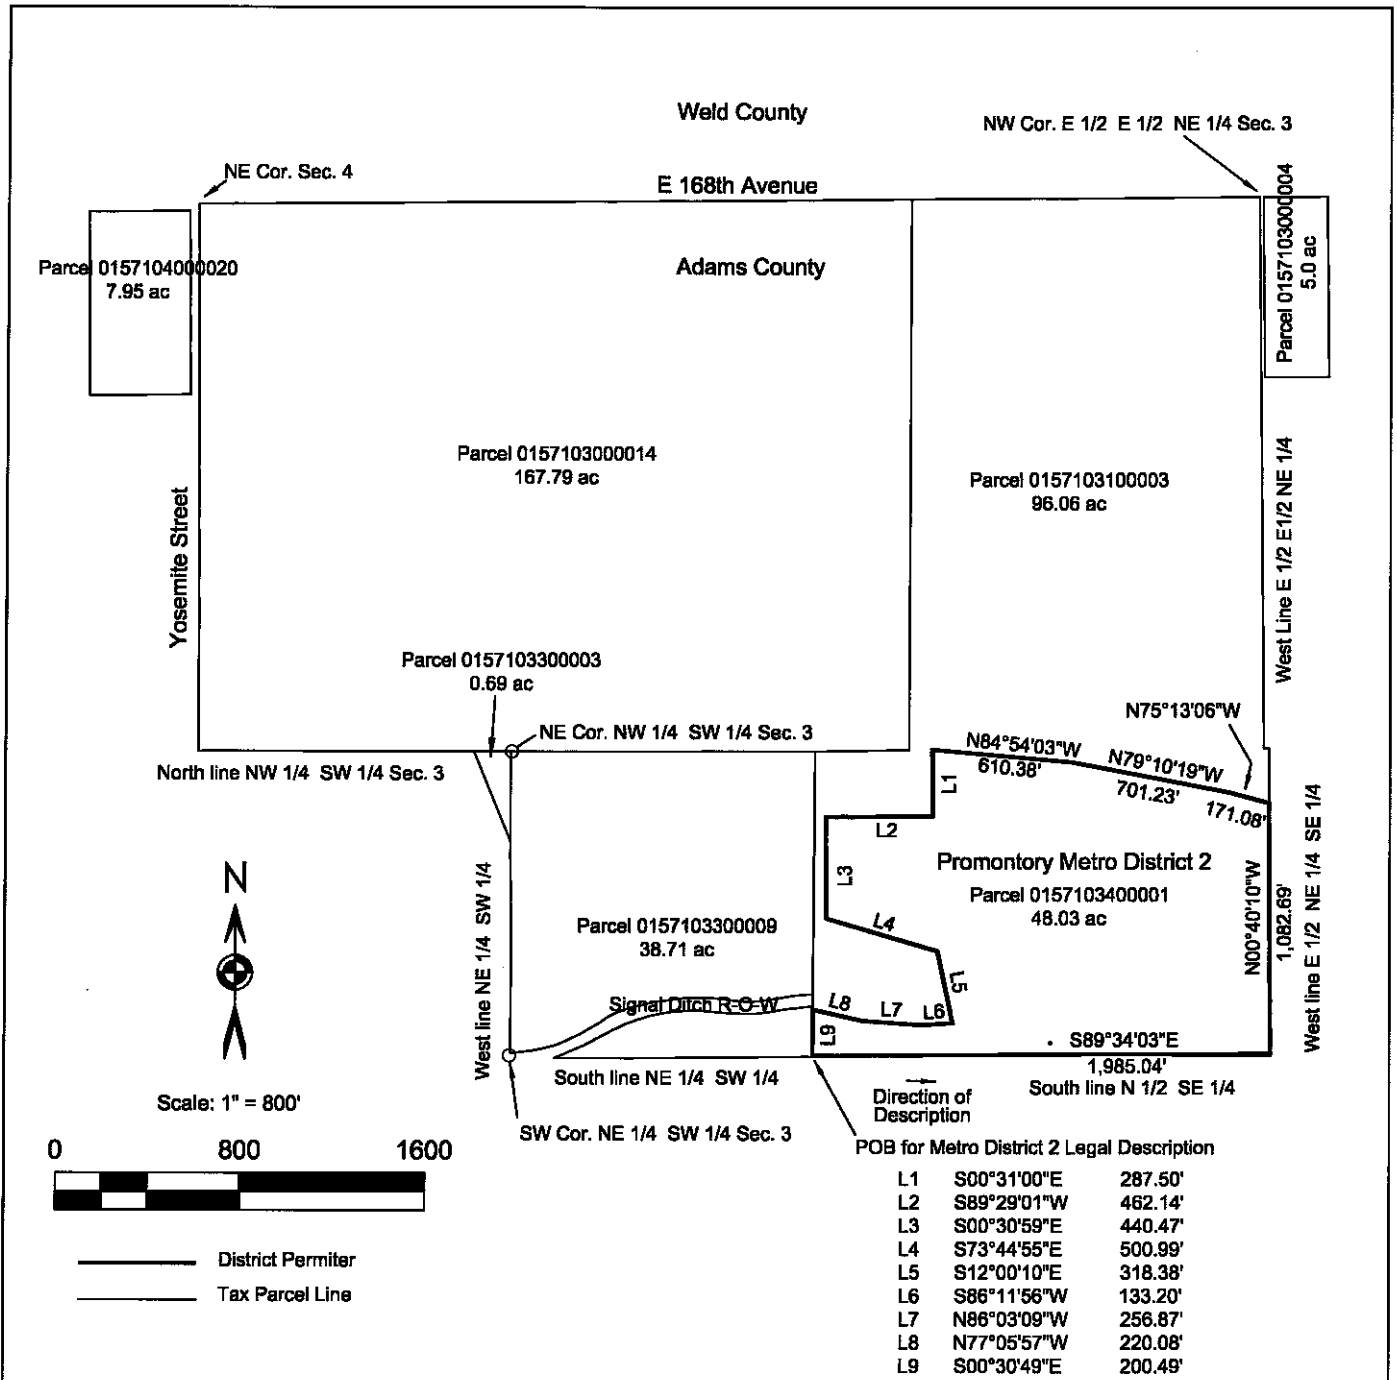 Weld County
NW Cor. E 1/2 E 1/2 NE 1/4 Sec. 3
NE Cor. Sec. 4
E 168th Avenue
Parcel 0157104000020
7.95 ac
Adams County
Parcel 0157103000004
5.0 ac
Parcel 0157103000014
167.79 ac
Parcel 0157103100003
96.06 ac
Yosemite Street
West Line E 1/2 E1/2 NE 1/4
Parcel 0157103300003
0.69 ac
N75°13'06"W
NE Cor. NW 1/4 SW 1/4 Sec. 3
North line NW 1/4 SW 1/4 Sec. 3
N84°54'03"W
610.38'
N79°10'19"W
701.23'
171.08'
L1
L2
L3
Promontory Metro District 2
Parcel 0157103400001
48.03 ac
N00°40'10"W
1,082.69'
West line E 1/2 NE 1/4 SE 1/4
N
West line NE 1/4 SW 1/4
Parcel 0157103300009
38.71 ac
L4
L5
Signal Ditch R-O-W
L8
L7
L6
L9
S89°34'03"E
1,985.04'
South line NE 1/4 SW 1/4
South line N 1/2 SE 1/4
Direction of
Description
Scale: 1" = 800'
SW Cor. NE 1/4 SW 1/4 Sec. 3
POB for Metro District 2 Legal Description
0 800 1600
District Permiter
Tax Parcel Line
L1 S00°31'00"E 287.50'
L2 S89°29'01"W 462.14'
L3 S00°30'59"E 440.47'
L4 S73°44'55"E 500.99'
L5 S12°00'10"E 318.38'
L6 S86°11'56"W 133.20'
L7 N86°03'09"W 256.87'
L8 N77°05'57"W 220.08'
L9 S00°30'49"E 200.49'